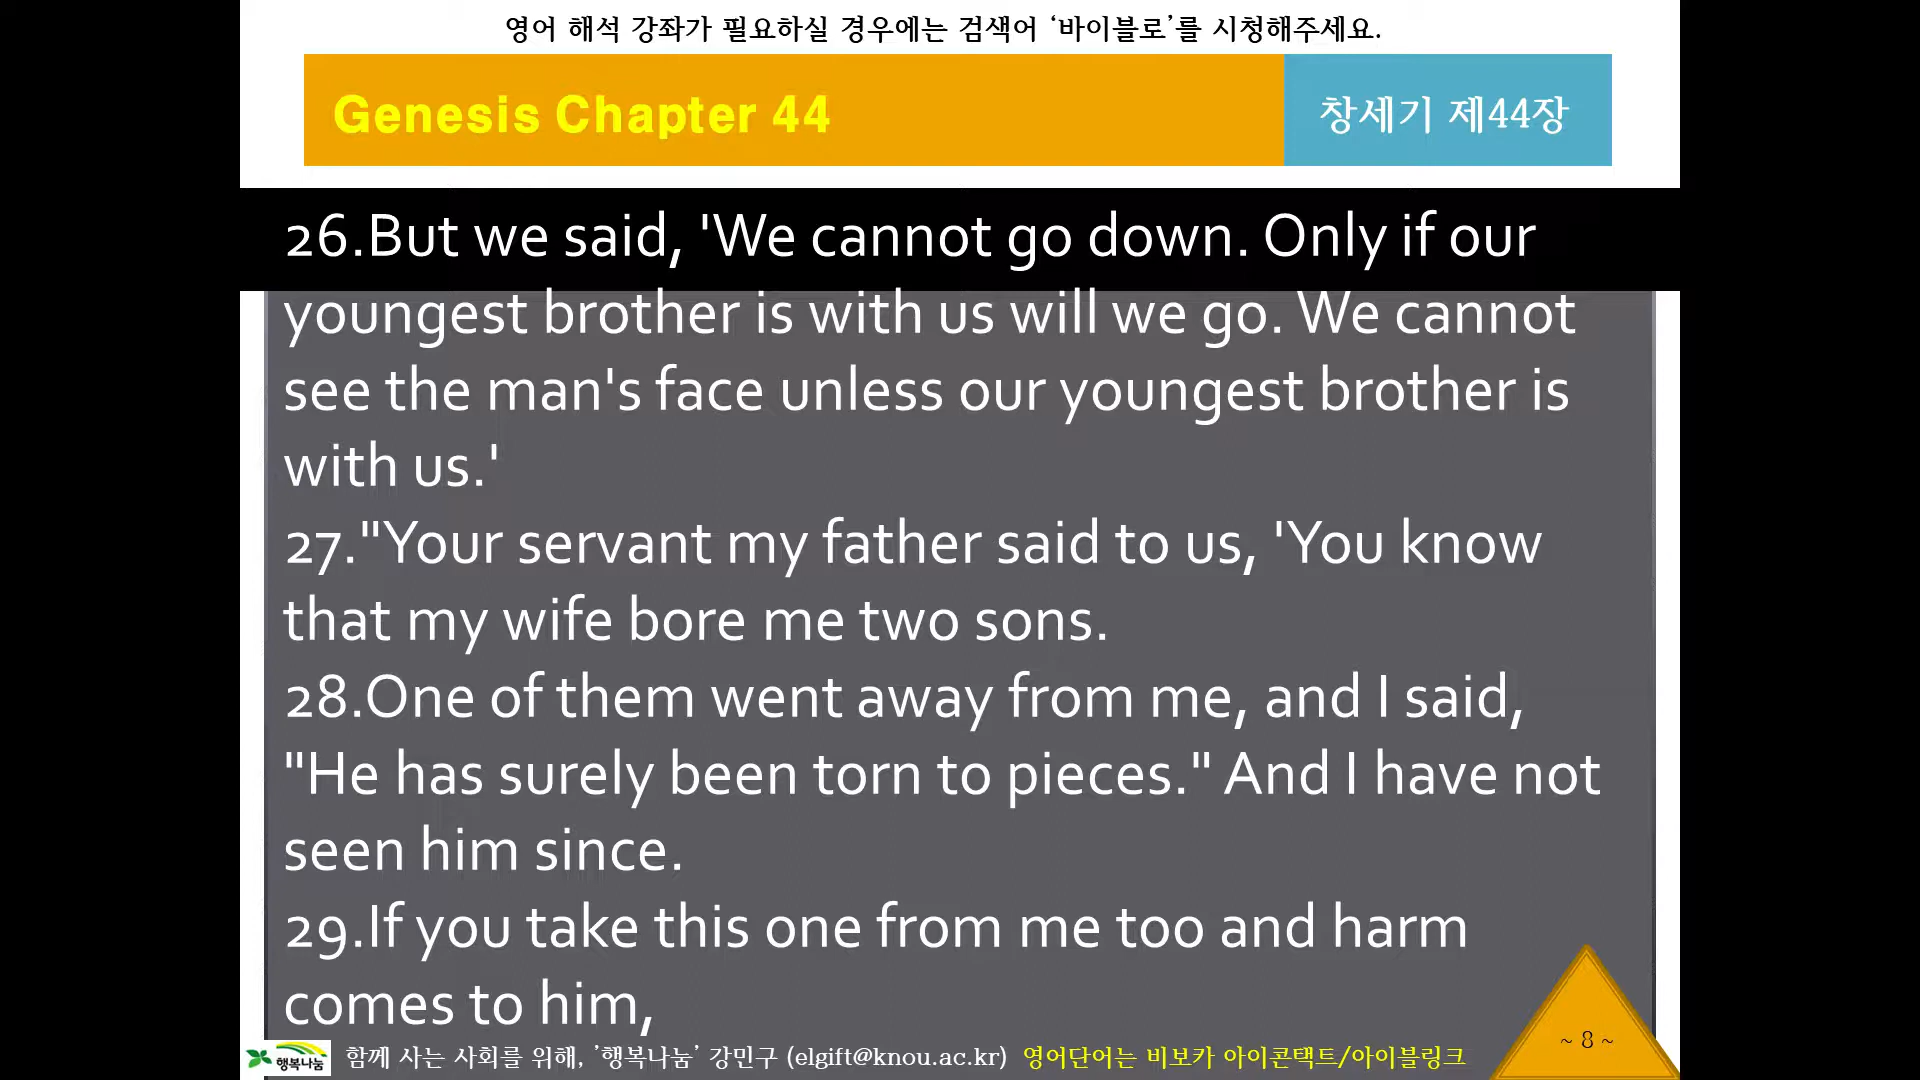 영어 해석 강좌가 필요하실 경우에는 검색어 ‘바이블로’를 시청해주세요.
Genesis Chapter 44
창세기 제44장
26.But we said, 'We cannot go down. Only if our
youngest brother is with us will we go. We cannot
see the man's face unless our youngest brother is
with us.'
27."Your servant my father said to us, 'You know
that my wife bore me two sons.
28.One of them went away from me, and I said,
"He has surely been torn to pieces." And I have not
seen him since.
29.If you take this one from me too and harm
comes to him,
~ 8 ~
행복나눔
함께 사는 사회를 위해, ’행복나눔’ 강민구 (elgift@knou.ac.kr) 영어단어는 비보카 아이콘택트/아이블링크